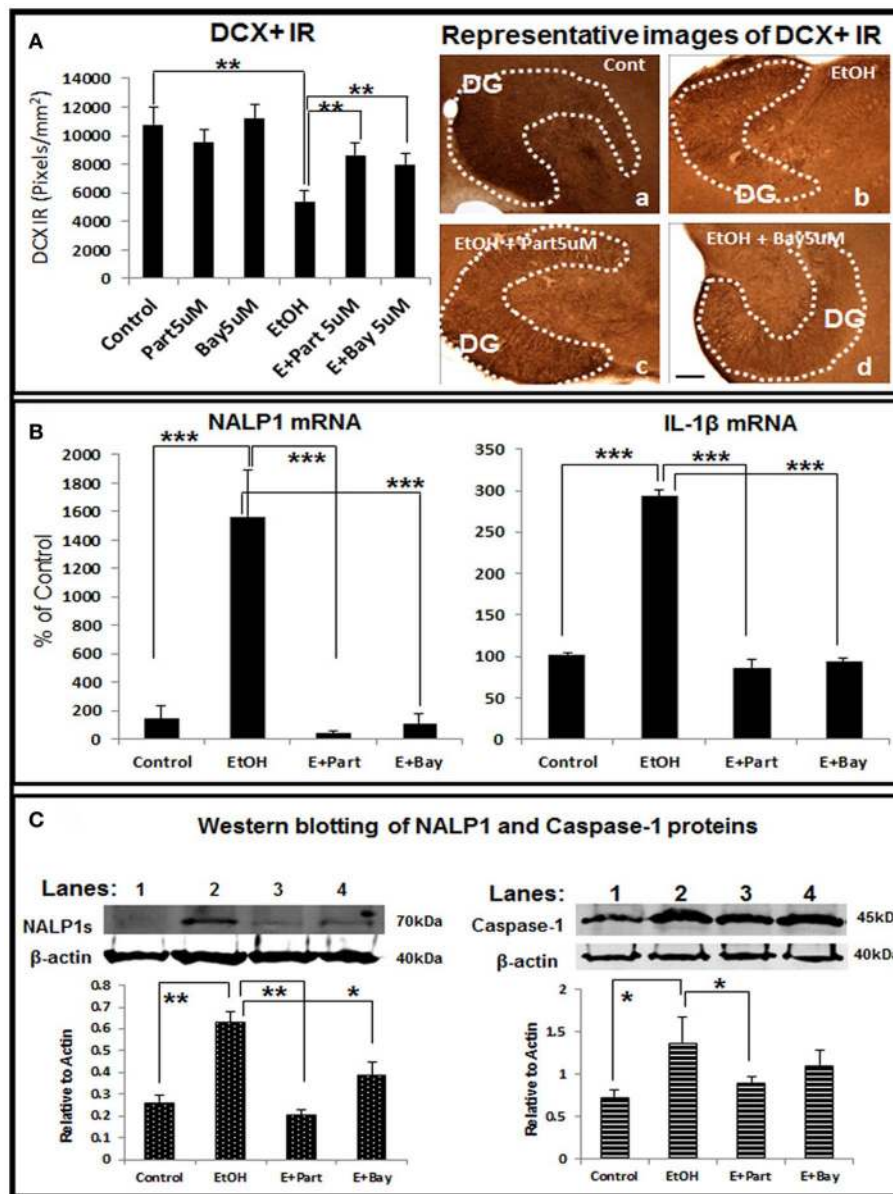 A
DCX+ IR
DCX IR (Pixels/mm²)
14000
12000
10000
8000
6000
4000
2000
0
**
**
**
Control
Part5uM
Bay5uM
EtOH
E+Part 5uM
E+Bay 5uM
Representative images of DCX+ IR
DG
Cont
a
EtOH
DG
b
EtOH + Part5uM
DG
c
EtOH + Bay5uM
DG
d
B
NALP1 mRNA
% of Control
2000
1800
1600
1400
1200
1000
800
600
400
200
0
***
***
***
Control
EtOH
E+Part
E+Bay
IL-1β mRNA
350
300
250
200
150
100
50
0
***
***
***
Control
EtOH
E+Part
E+Bay
C
Western blotting of NALP1 and Caspase-1 proteins
Lanes: 1 2 3 4
NALP1s 70kDa
β-actin 40kDa
Relative to Actin
0.8
0.7
0.6
0.5
0.4
0.3
0.2
0.1
0
**
**
*
Control
EtOH
E+Part
E+Bay
Lanes: 1 2 3 4
Caspase-1 45kD
β-actin 40kDa
Relative to Actin
2
1.5
1
0.5
0
*
*
Control
EtOH
E+Part
E+Bay